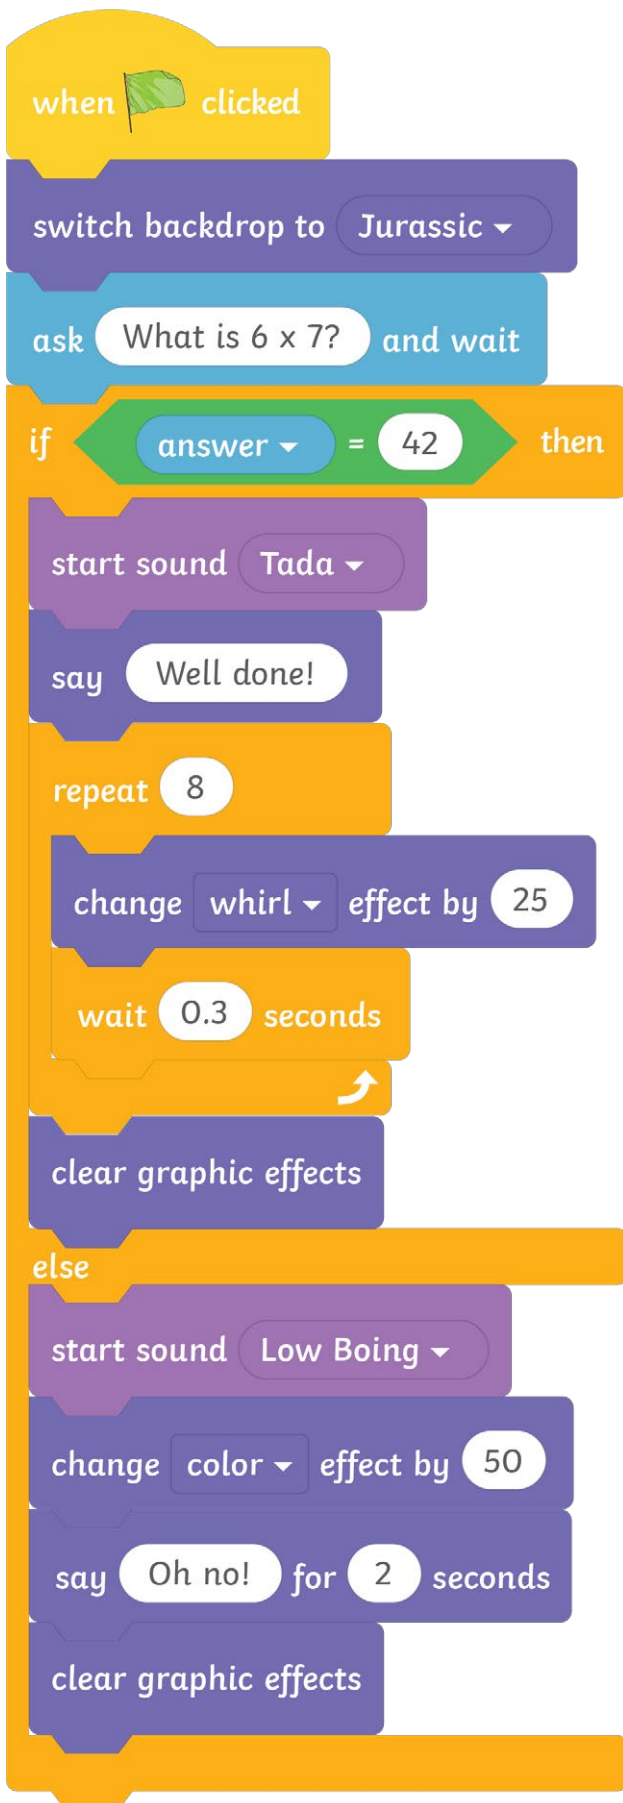 when clicked
switch backdrop to Jurassic
ask What is 6 x 7? and wait
if answer = 42 then
start sound Tada
say Well done!
repeat 8
change whirl effect by 25
wait 0.3 seconds
clear graphic effects
else
start sound Low Boing
change color effect by 50
say Oh no! for 2 seconds
clear graphic effects